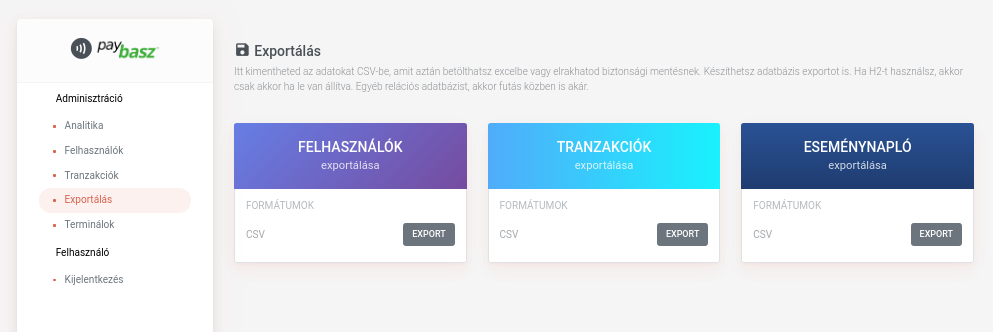 pay
basz
Adminisztráció
Analitika
Felhasználók
Tranzakciók
Exportálás
Terminálok
Felhasználó
Kijelentkezés
Exportálás
Itt kimentheted az adatokat CSV-be, amit aztán betölthatsz excelbe vagy elrakhatod biztonsági mentésnek. Készíthetsz adatbázis exportot is. Ha H2-t használsz, akkor
csak akkor ha le van állítva. Egyéb relációs adatbázist, akkor futás közben is akár.
FELHASZNÁLÓK
exportálása
FORMÁTUMOK
CSV
EXPORT
TRANZAKCIÓK
exportálása
FORMÁTUMOK
CSV
EXPORT
ESEMÉNYNAPLÓ
exportálása
FORMÁTUMOK
CSV
EXPORT